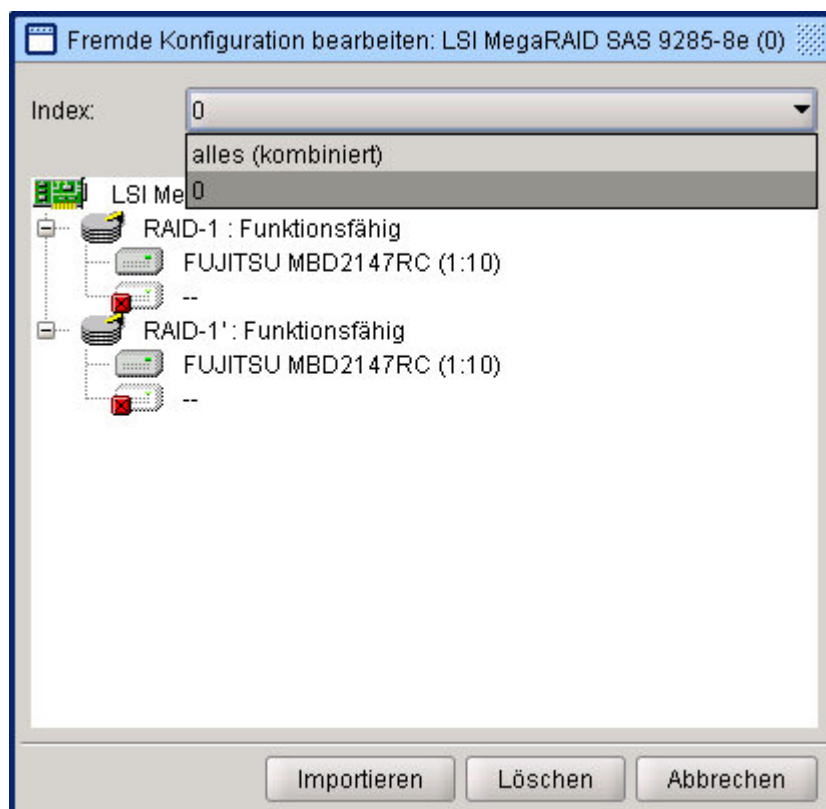 Fremde Konfiguration bearbeiten: LSI MegaRAID SAS 9285-8e (0)
Index: 0
alles (kombiniert)
0
LSI Me
RAID-1 : Funktionsfähig
FUJITSU MBD2147RC (1:10)
--
RAID-1' : Funktionsfähig
FUJITSU MBD2147RC (1:10)
--
Importieren Löschen Abbrechen